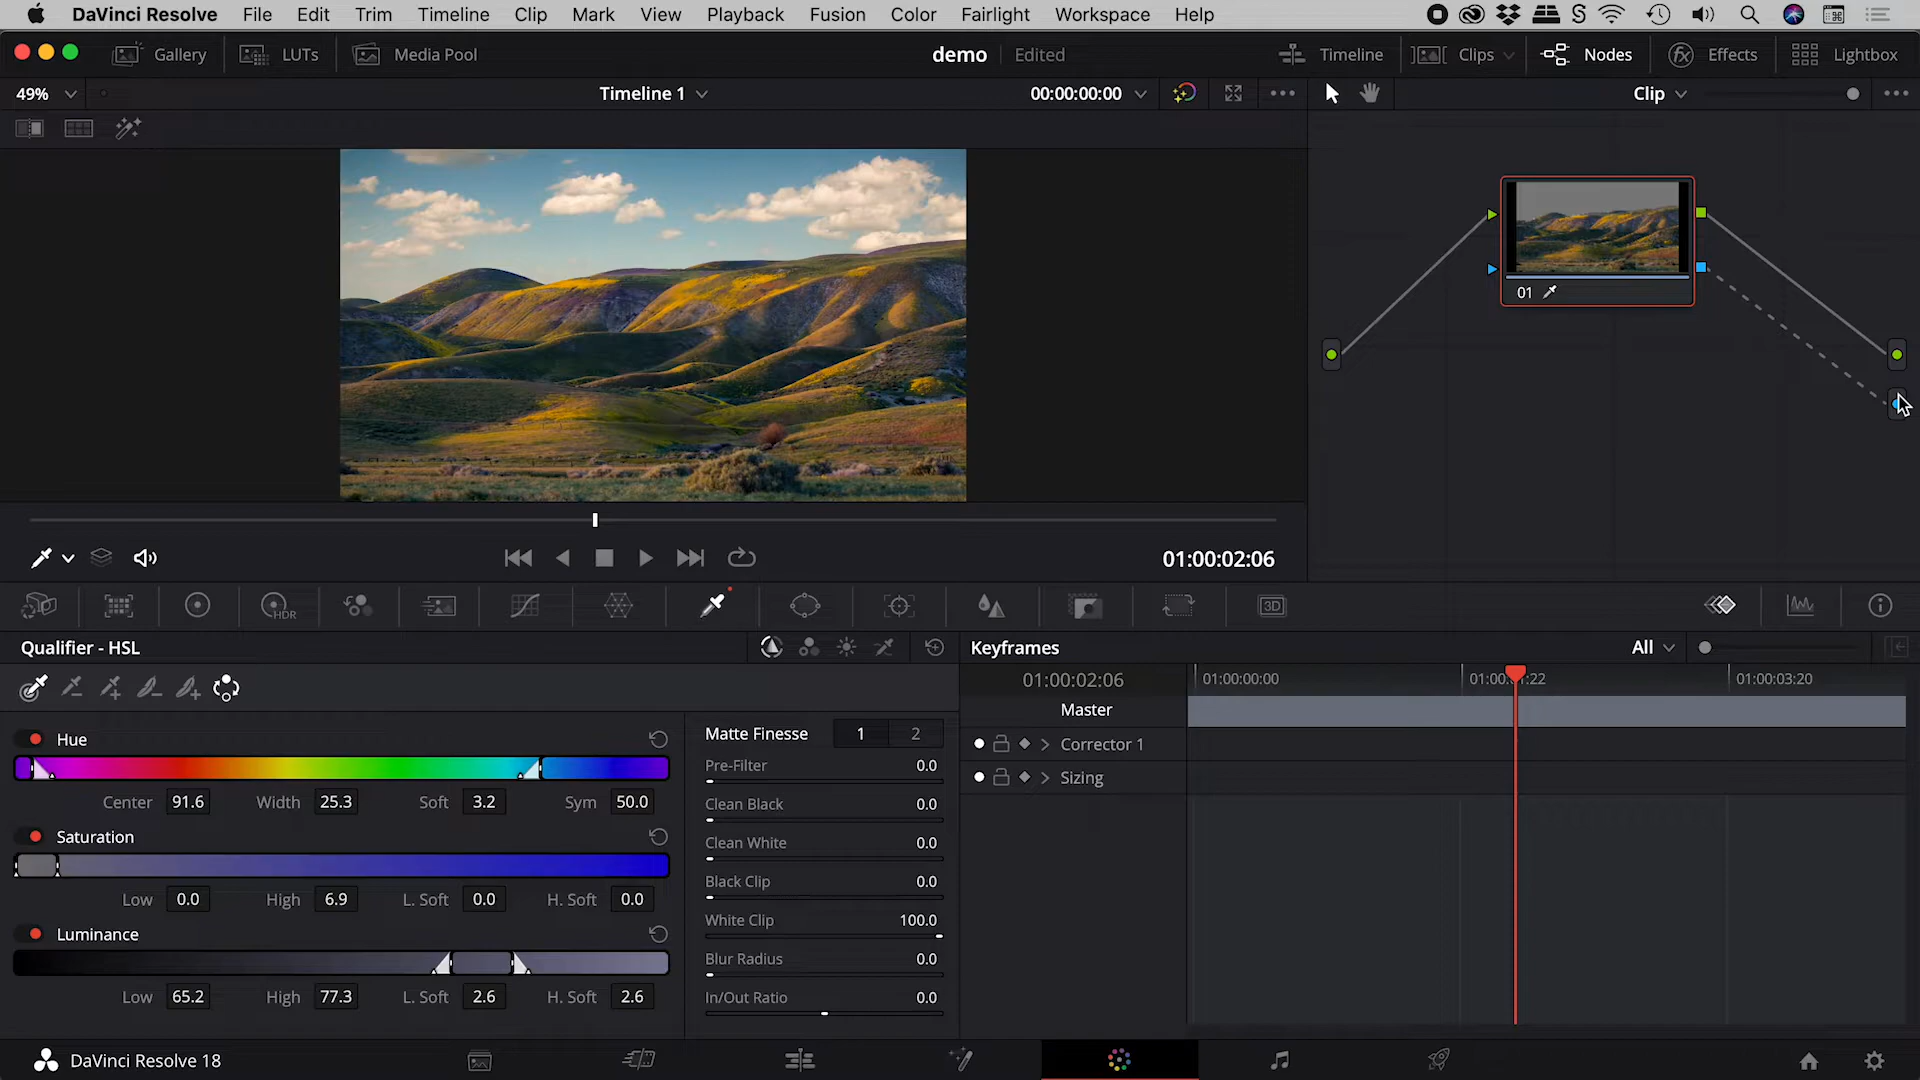 DaVinci Resolve File Edit Trim Timeline Clip Mark View Playback Fusion Color Fairlight Workspace Help
Gallery LUTs Media Pool demo Edited Timeline Clips Nodes Effects Lightbox
49% Timeline 1 00:00:00:00 Clip
01
01:00:02:06
HDR 3D
Qualifier - HSL Keyframes All
01:00:02:06 01:00:00:00 01:00:01:22 01:00:03:20
Master
Hue Matte Finesse 1 2
Corrector 1
Pre-Filter 0.0
Sizing
Center 91.6 Width 25.3 Soft 3.2 Sym 50.0
Clean Black 0.0
Saturation Clean White 0.0
Black Clip 0.0
Low 0.0 High 6.9 L. Soft 0.0 H. Soft 0.0
White Clip 100.0
Luminance
Blur Radius 0.0
Low 65.2 High 77.3 L. Soft 2.6 H. Soft 2.6
In/Out Ratio 0.0
DaVinci Resolve 18